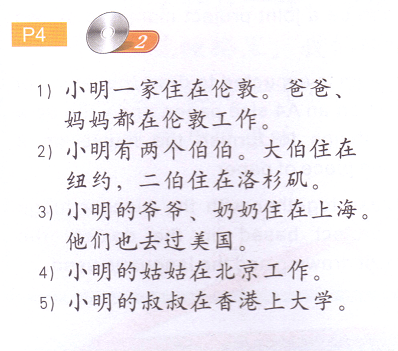 P4
2
1) 小明一家住在伦敦。爸爸、
妈妈都在伦敦工作。
2) 小明有两个伯伯。大伯住在
纽约，二伯住在洛杉矶。
3) 小明的爷爷、奶奶住在上海。
他们也去过美国。
4) 小明的姑姑在北京工作。
5) 小明的叔叔在香港上大学。